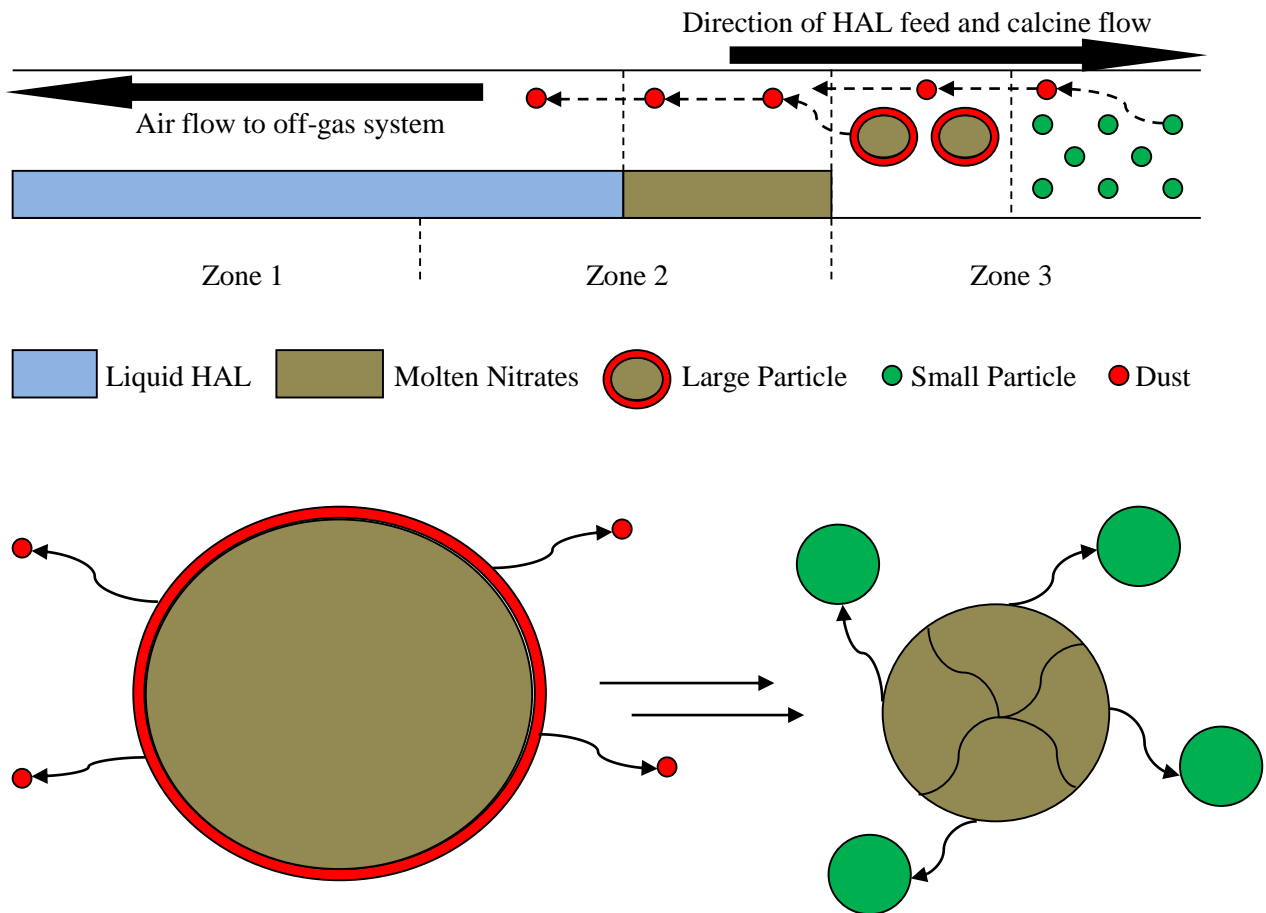 Direction of HAL feed and calcine flow
Air flow to off-gas system
Zone 1
Zone 2
Zone 3
Liquid HAL
Molten Nitrates
Large Particle
Small Particle
Dust